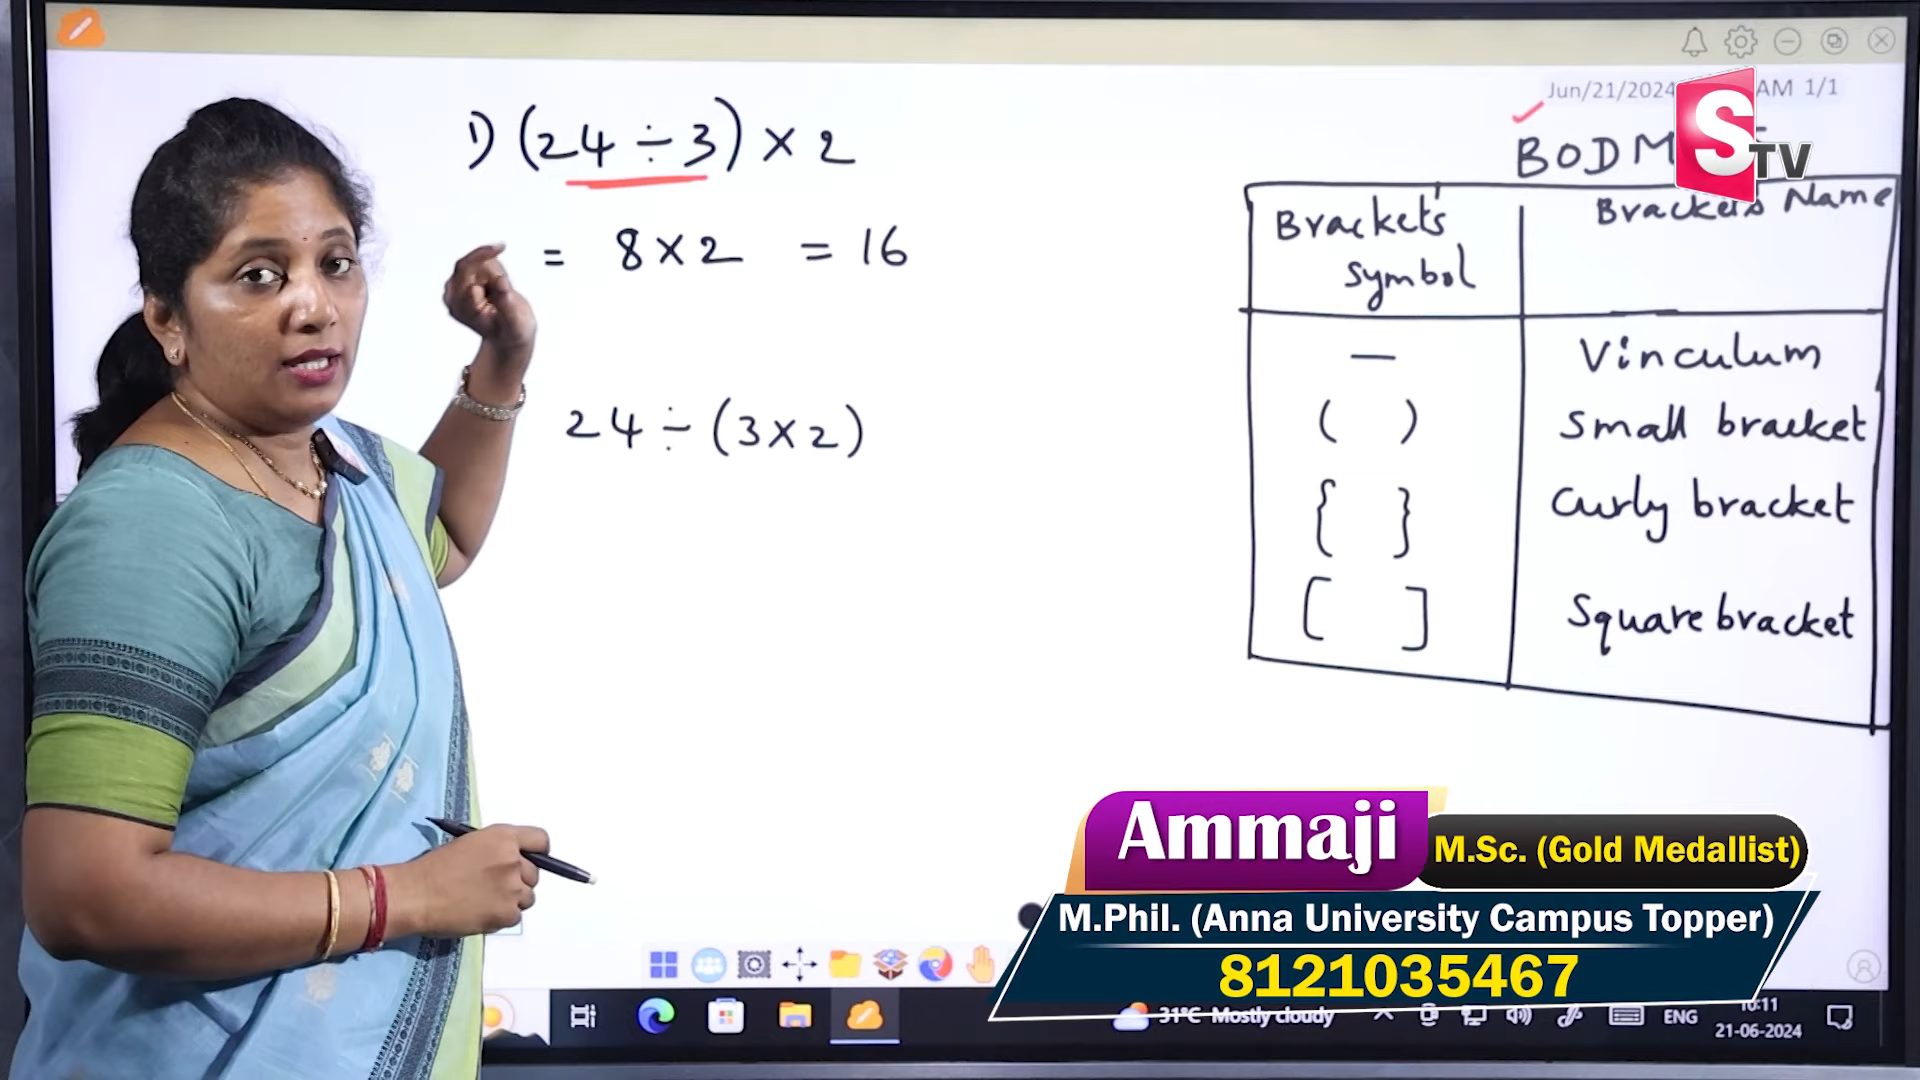 Jun/21/2024 AM 1/1
STV
BODM
1) (24 ÷ 3) × 2
= 8 × 2 = 16
24 ÷ (3 × 2)
Brackets symbol
Brackets Name
— Vinculum
( ) Small bracket
{ } Curly bracket
[ ] Square bracket
Ammaji
M.Sc. (Gold Medallist)
M.Phil. (Anna University Campus Topper)
8121035467
31°C Mostly cloudy
ENG
10:11
21-06-2024